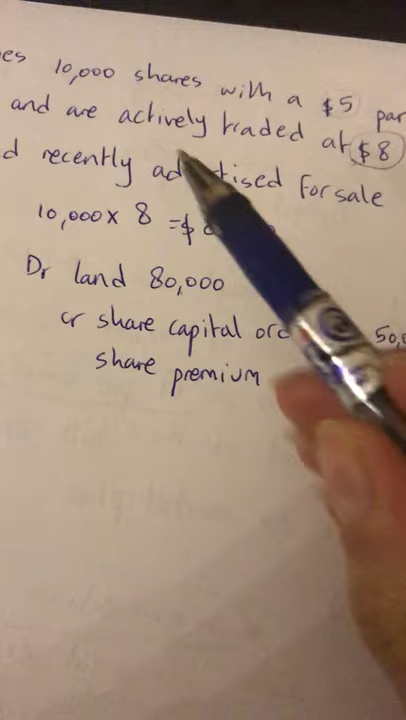 es 10,000 shares with a $5 par
and are actively traded at $8
d recently ad tised for sale
10,000 x 8 = $
Dr land 80,000
cr share capital ord 50,
share premium